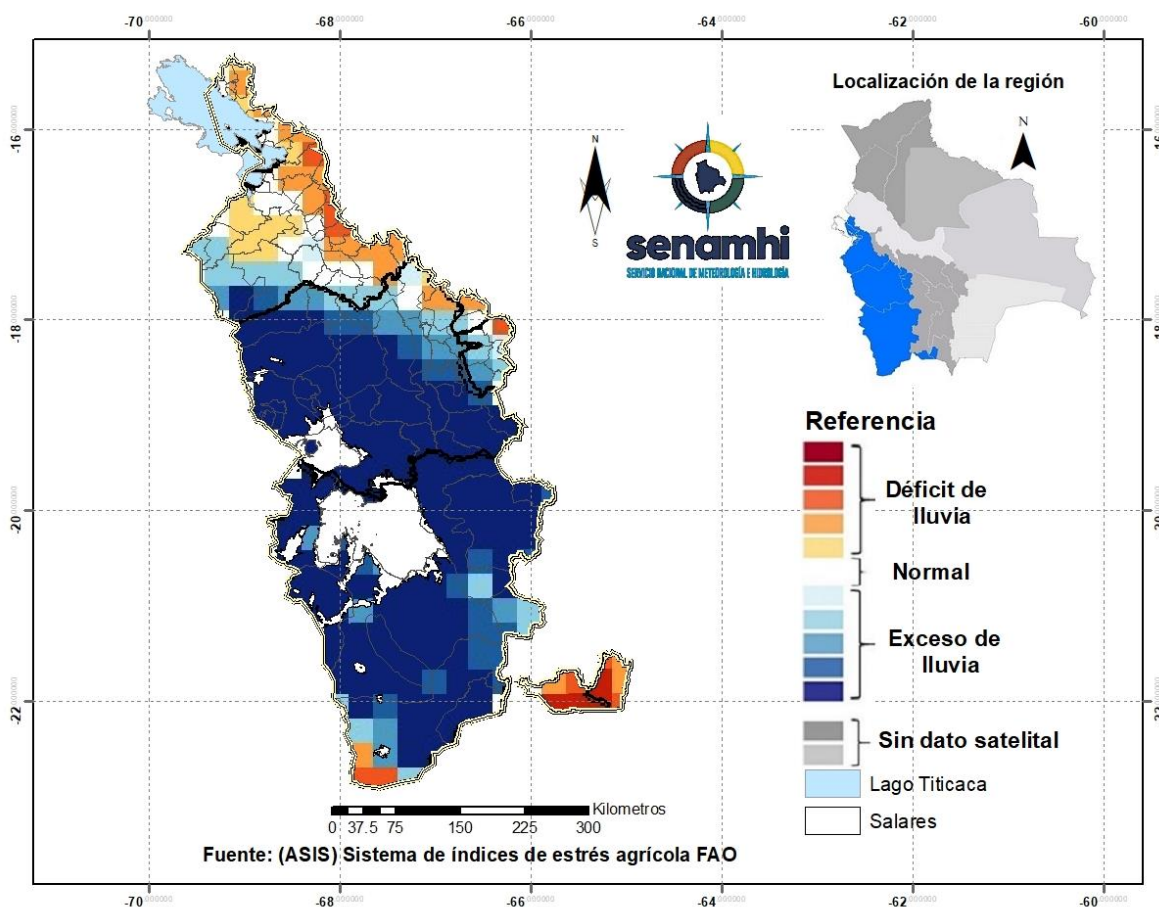 -70
-68
-66
-64
-62
-60
Localización de la región
N
N
S
senamhi
SERVICIO NACIONAL DE METEOROLOGÍA E HIDROLOGÍA
-16
-18
-20
-22
Referencia
Déficit de
lluvia
Normal
Exceso de
lluvia
Sin dato satelital
Lago Titicaca
Salares
Kilometros
0 37.5 75 150 225 300
Fuente: (ASIS) Sistema de índices de estrés agrícola FAO
-70
-68
-66
-64
-62
-60